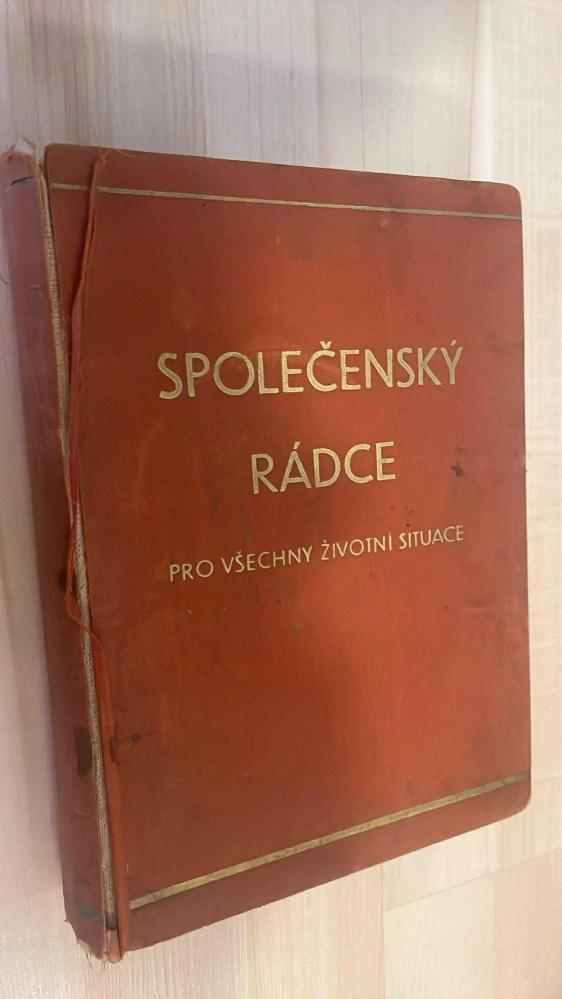 SPOLEČENSKÝ
RÁDCE
PRO VŠECHNY ŽIVOTNÍ SITUACE